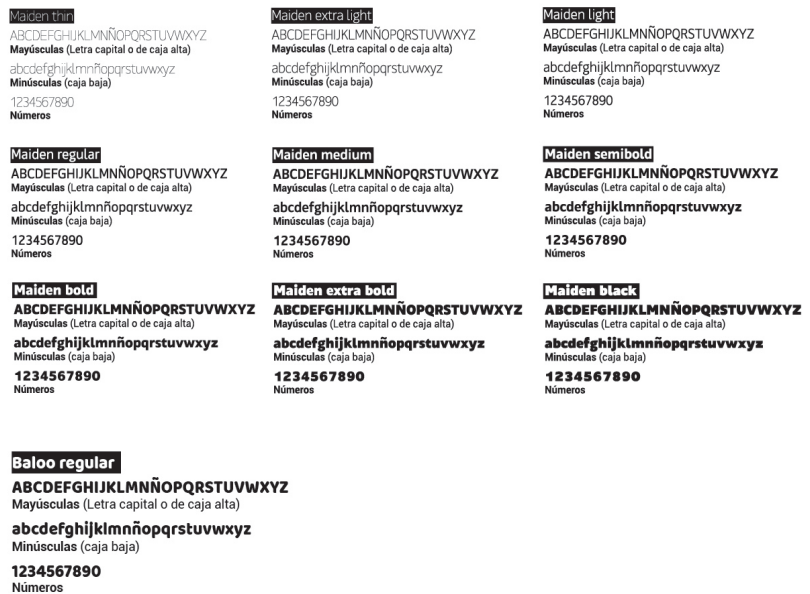 Maiden thin
ABCDEFGHIJKLMNÑOPQRSTUVWXYZ
Mayúsculas (Letra capital o de caja alta)
abcdefghijklmnñopqrstuvwxyz
Minúsculas (caja baja)
1234567890
Números
Maiden extra light
ABCDEFGHIJKLMNÑOPQRSTUVWXYZ
Mayúsculas (Letra capital o de caja alta)
abcdefghijklmnñopqrstuvwxyz
Minúsculas (caja baja)
1234567890
Números
Maiden light
ABCDEFGHIJKLMNÑOPQRSTUVWXYZ
Mayúsculas (Letra capital o de caja alta)
abcdefghijklmnñopqrstuvwxyz
Minúsculas (caja baja)
1234567890
Números
Maiden regular
ABCDEFGHIJKLMNÑOPQRSTUVWXYZ
Mayúsculas (Letra capital o de caja alta)
abcdefghijklmnñopqrstuvwxyz
Minúsculas (caja baja)
1234567890
Números
Maiden medium
ABCDEFGHIJKLMNÑOPQRSTUVWXYZ
Mayúsculas (Letra capital o de caja alta)
abcdefghijklmnñopqrstuvwxyz
Minúsculas (caja baja)
1234567890
Números
Maiden semibold
ABCDEFGHIJKLMNÑOPQRSTUVWXYZ
Mayúsculas (Letra capital o de caja alta)
abcdefghijklmnñopqrstuvwxyz
Minúsculas (caja baja)
1234567890
Números
Maiden bold
ABCDEFGHIJKLMNÑOPQRSTUVWXYZ
Mayúsculas (Letra capital o de caja alta)
abcdefghijklmnñopqrstuvwxyz
Minúsculas (caja baja)
1234567890
Números
Maiden extra bold
ABCDEFGHIJKLMNÑOPQRSTUVWXYZ
Mayúsculas (Letra capital o de caja alta)
abcdefghijklmnñopqrstuvwxyz
Minúsculas (caja baja)
1234567890
Números
Maiden black
ABCDEFGHIJKLMNÑOPQRSTUVWXYZ
Mayúsculas (Letra capital o de caja alta)
abcdefghijklmnñopqrstuvwxyz
Minúsculas (caja baja)
1234567890
Números
Baloo regular
ABCDEFGHIJKLMNÑOPQRSTUVWXYZ
Mayúsculas (Letra capital o de caja alta)
abcdefghijklmnñopqrstuvwxyz
Minúsculas (caja baja)
1234567890
Números